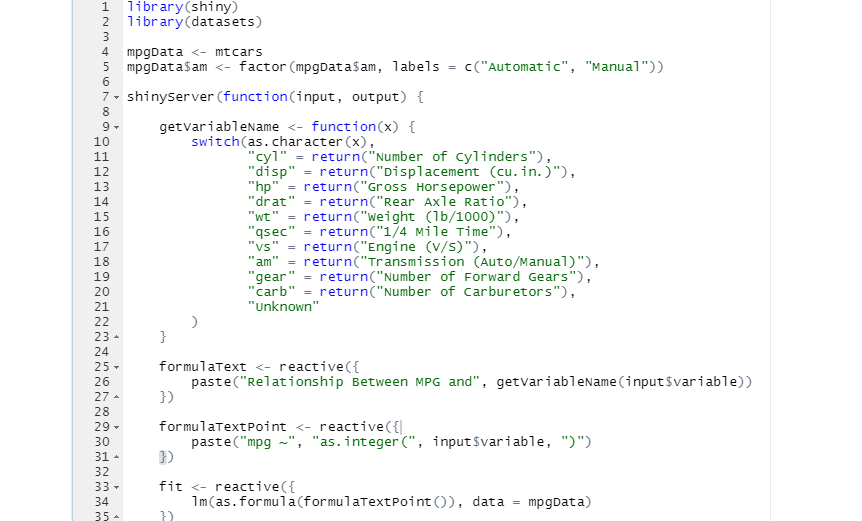 1 library(shiny)
2 library(datasets)
3
4 mpgData <- mtcars
5 mpgData$am <- factor(mpgData$am, labels = c("Automatic", "Manual"))
6
7 shinyServer(function(input, output) {
8
9     getVariableName <- function(x) {
10         switch(as.character(x),
11                "cyl" = return("Number of Cylinders"),
12                "disp" = return("Displacement (cu.in.)"),
13                "hp" = return("Gross Horsepower"),
14                "drat" = return("Rear Axle Ratio"),
15                "wt" = return("Weight (lb/1000)"),
16                "qsec" = return("1/4 Mile Time"),
17                "vs" = return("Engine (V/S)"),
18                "am" = return("Transmission (Auto/Manual)"),
19                "gear" = return("Number of Forward Gears"),
20                "carb" = return("Number of Carburetors"),
21                "Unknown"
22         )
23     }
24
25     formulaText <- reactive({
26         paste("Relationship Between MPG and", getVariableName(input$variable))
27     })
28
29     formulaTextPoint <- reactive({
30         paste("mpg ~", "as.integer(", input$variable, ")")
31     })
32
33     fit <- reactive({
34         lm(as.formula(formulaTextPoint()), data = mpgData)
35     })